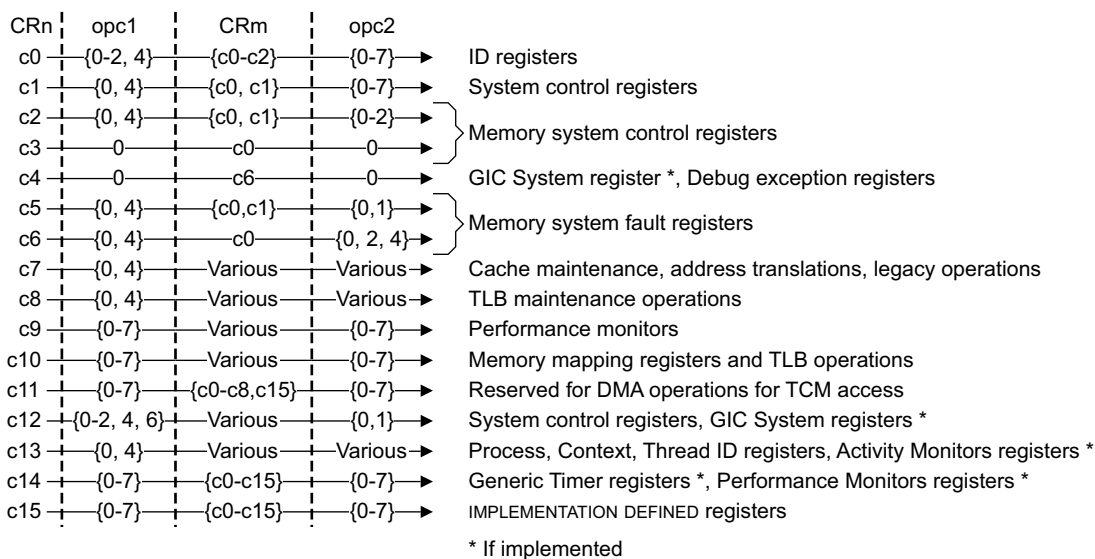 CRn opc1 CRm opc2
c0 {0-2, 4} {c0-c2} {0-7} ID registers
c1 {0, 4} {c0, c1} {0-7} System control registers
c2 {0, 4} {c0, c1} {0-2}
Memory system control registers
c3 0 c0 0
c4 0 c6 0 GIC System register *, Debug exception registers
c5 {0, 4} {c0,c1} {0,1}
Memory system fault registers
c6 {0, 4} c0 {0, 2, 4}
c7 {0, 4} Various Various Cache maintenance, address translations, legacy operations
c8 {0, 4} Various Various TLB maintenance operations
c9 {0-7} Various {0-7} Performance monitors
c10 {0-7} Various {0-7} Memory mapping registers and TLB operations
c11 {0-7} {c0-c8,c15} {0-7} Reserved for DMA operations for TCM access
c12 {0-2, 4, 6} Various {0,1} System control registers, GIC System registers *
c13 {0, 4} Various Various Process, Context, Thread ID registers, Activity Monitors registers *
c14 {0-7} {c0-c15} {0-7} Generic Timer registers *, Performance Monitors registers *
c15 {0-7} {c0-c15} {0-7} IMPLEMENTATION DEFINED registers
* If implemented